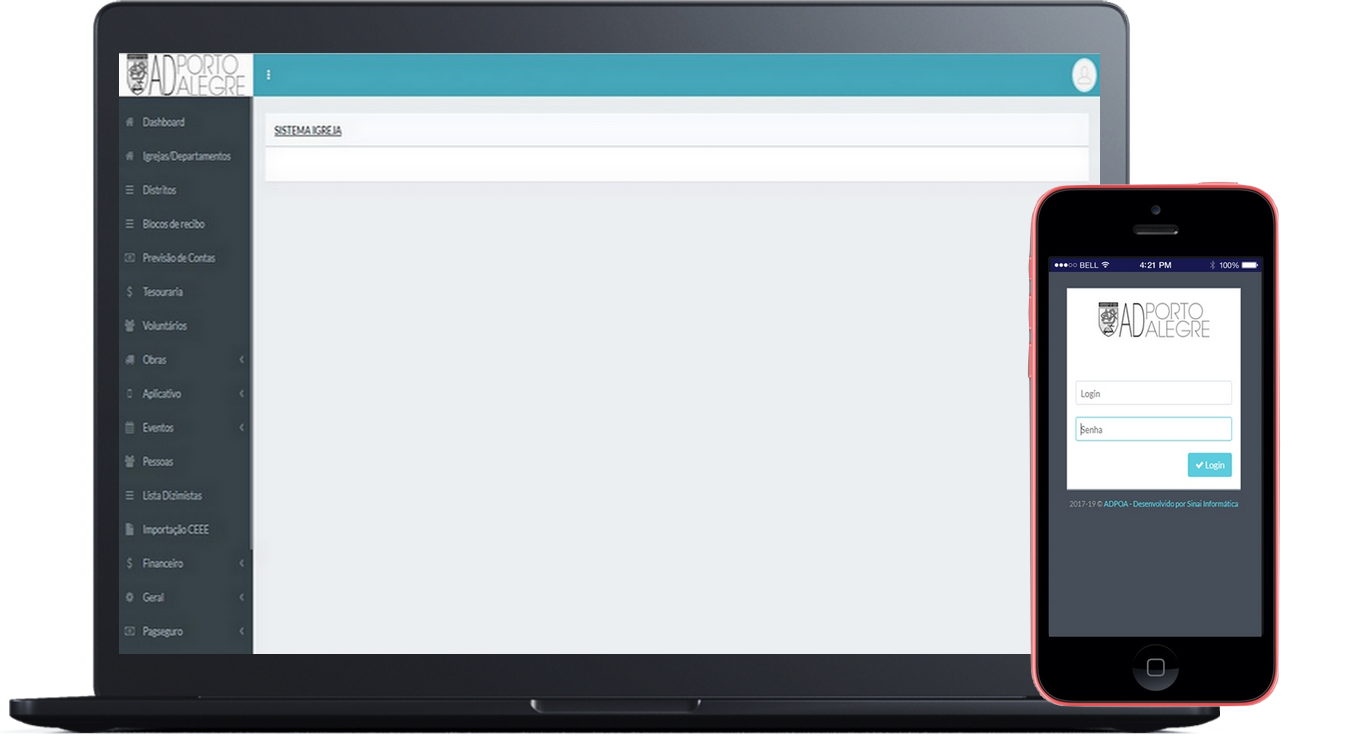 AD PORTO
ALEGRE
SISTEMA IGREJA
Dashboard
Igrejas/Departamentos
Distritos
Blocos de recibo
Previsão de Contas
Tesouraria
Voluntários
Obras
Aplicativo
Eventos
Pessoas
Lista Dizimistas
Importação CEEE
Financeiro
Geral
Pagseguro
BELL 4:21 PM 100%
AD PORTO
ALEGRE
Login
Senha
Login
2017-19 © ADPOA - Desenvolvido por Sinai Informática